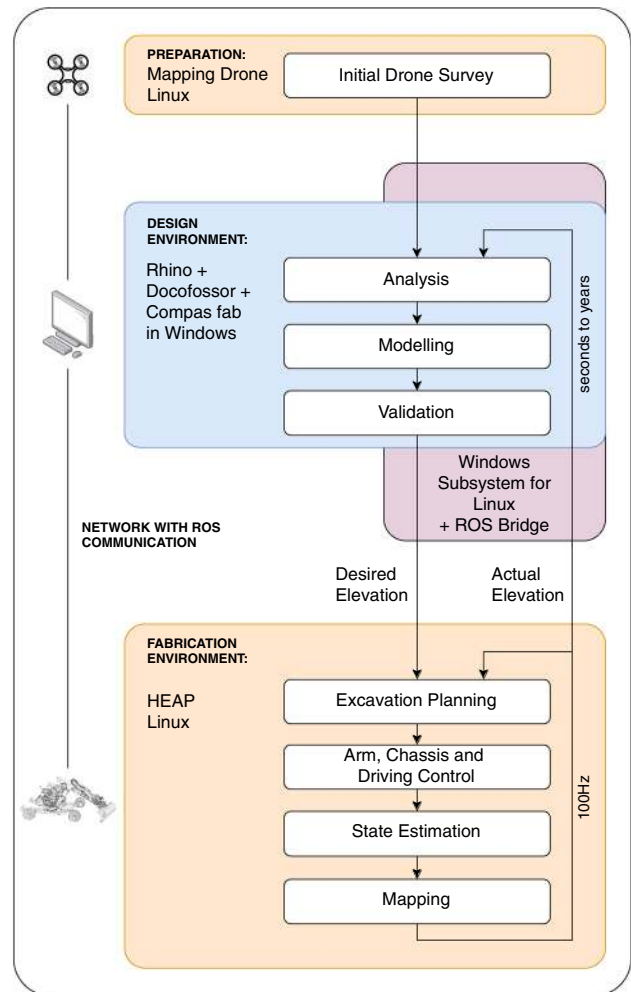 PREPARATION:
Mapping Drone
Linux
Initial Drone Survey
DESIGN
ENVIRONMENT:
Rhino +
Docofossor +
Compas fab
in Windows
Analysis
Modelling
Validation
seconds to years
Windows
Subsystem for
Linux
+ ROS Bridge
NETWORK WITH ROS
COMMUNICATION
Desired
Elevation
Actual
Elevation
FABRICATION
ENVIRONMENT:
HEAP
Linux
Excavation Planning
Arm, Chassis and
Driving Control
State Estimation
Mapping
100Hz